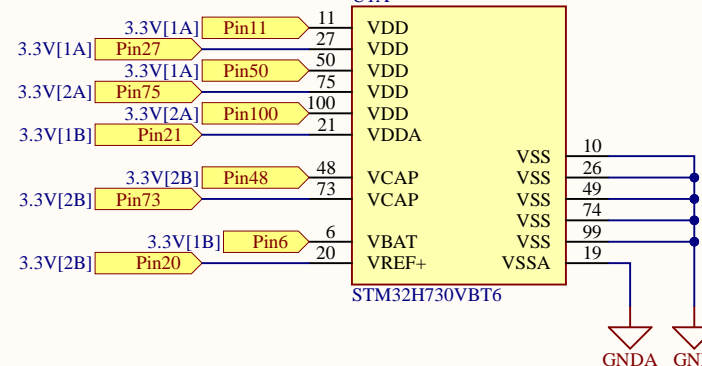 3.3V[1A] Pin11 11 VDD
3.3V[1A] Pin27 27 VDD
3.3V[1A] Pin50 50 VDD
3.3V[2A] Pin75 75 VDD
3.3V[2A] Pin100 100 VDD
3.3V[1B] Pin21 21 VDDA
VSS 10
3.3V[2B] Pin48 48 VCAP VSS 26
3.3V[2B] Pin73 73 VCAP VSS 49
VSS 74
3.3V[1B] Pin6 6 VBAT VSS 99
3.3V[2B] Pin20 20 VREF+ VSSA 19
STM32H730VBT6
GNDA